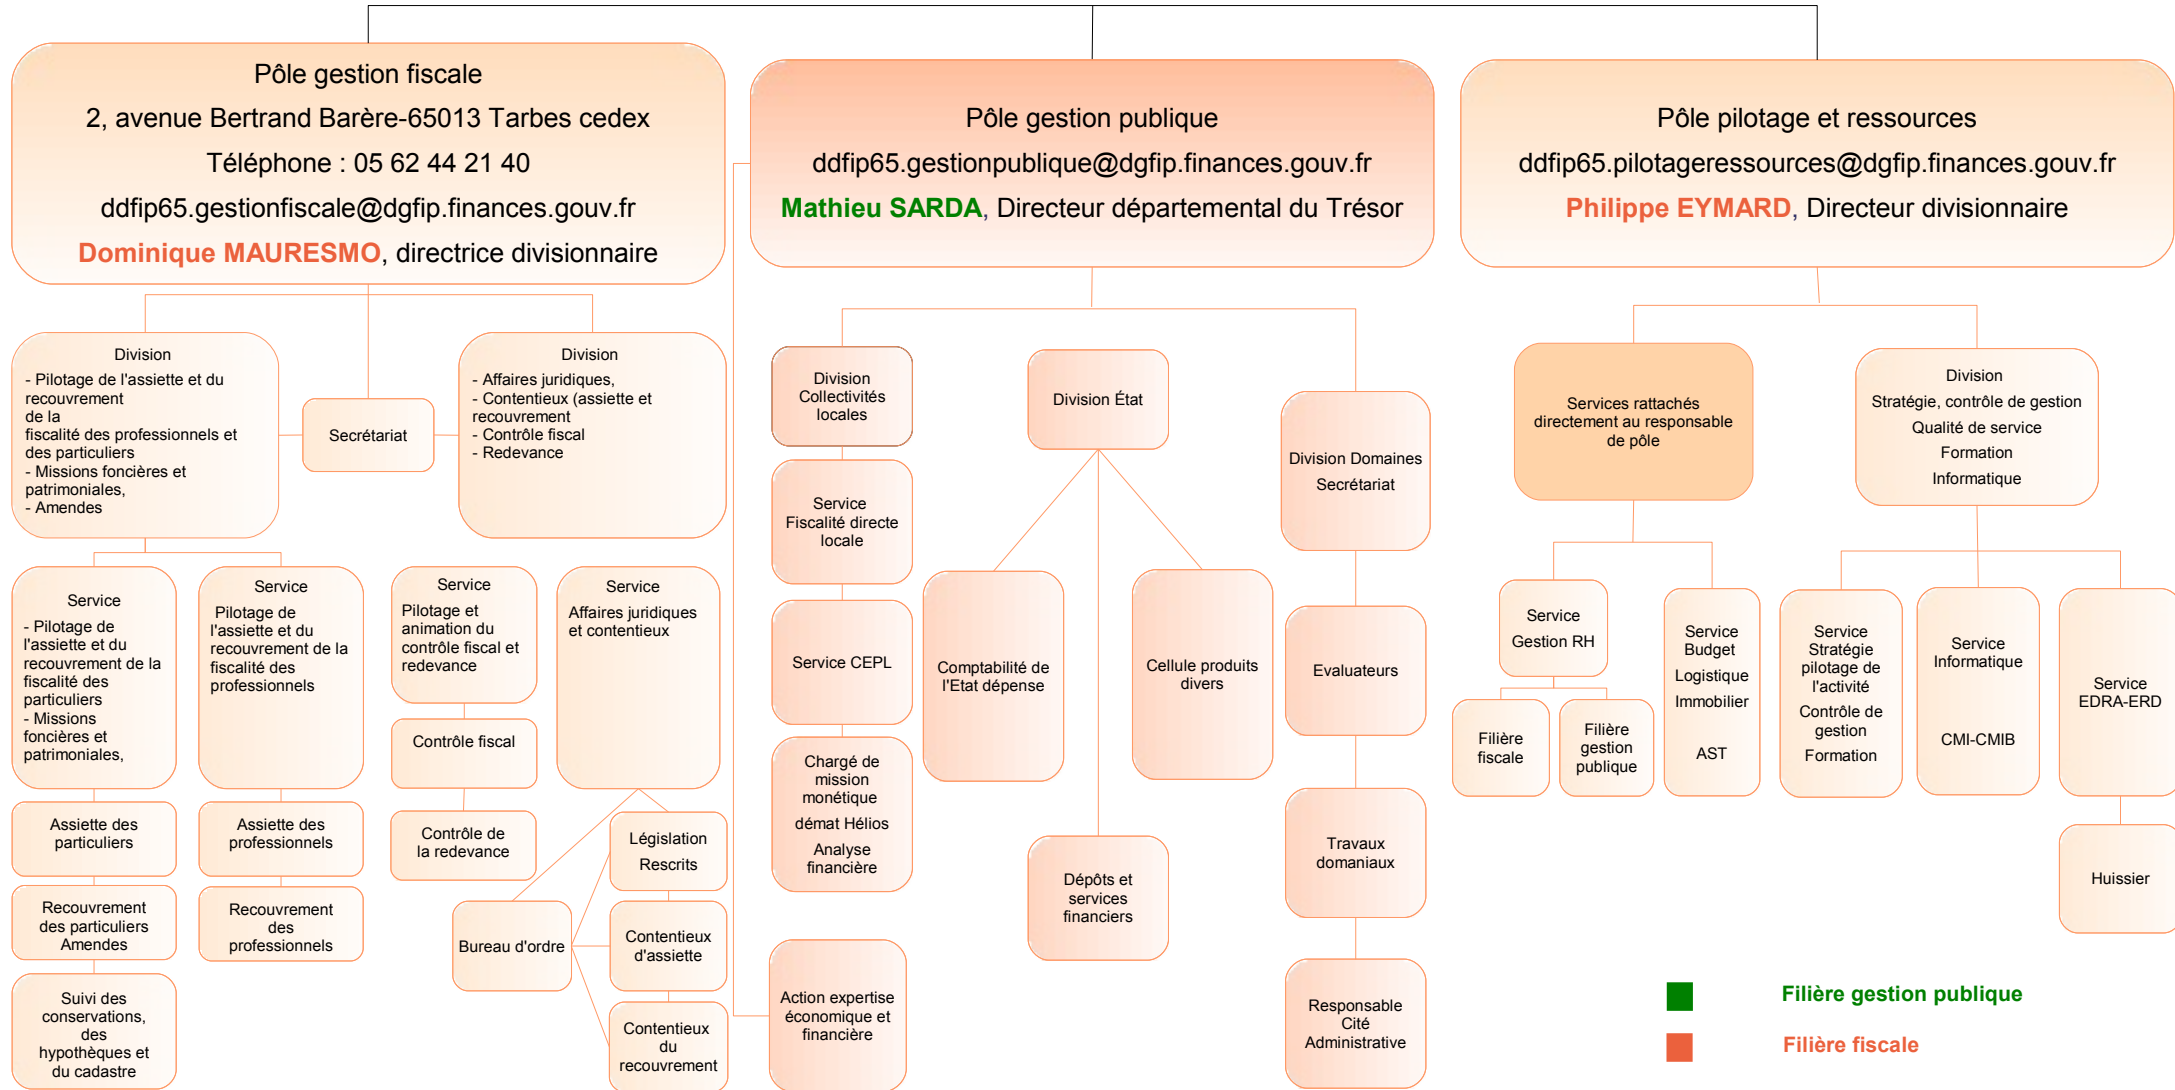 Pôle gestion fiscale
2, avenue Bertrand Barère-65013 Tarbes cedex
Téléphone : 05 62 44 21 40
ddfip65.gestionfiscale@dgfip.finances.gouv.fr
Dominique MAURESMO, directrice divisionnaire
Pôle gestion publique
ddfip65.gestionpublique@dgfip.finances.gouv.fr
Mathieu SARDA, Directeur départemental du Trésor
Pôle pilotage et ressources
ddfip65.pilotageressources@dgfip.finances.gouv.fr
Philippe EYMARD, Directeur divisionnaire
Division
- Pilotage de l'assiette et du
recouvrement
de la
fiscalité des professionnels et
des particuliers
- Missions foncières et
patrimoniales,
- Amendes
Secrétariat
Division
- Affaires juridiques,
- Contentieux (assiette et
recouvrement
- Contrôle fiscal
- Redevance
Service
- Pilotage de
l'assiette et du
recouvrement de la
fiscalité des
particuliers
- Missions
foncières et
patrimoniales,
Assiette des
particuliers
Recouvrement
des particuliers
Amendes
Suivi des
conservations,
des
hypothèques et
du cadastre
Service
Pilotage de
l'assiette et du
recouvrement de la
fiscalité des
professionnels
Assiette des
professionnels
Recouvrement
des
professionnels
Service
Pilotage et
animation du
contrôle fiscal et
redevance
Contrôle fiscal
Contrôle de
la redevance
Service
Affaires juridiques
et contentieux
Bureau d'ordre
Législation
Rescrits
Contentieux
d'assiette
Contentieux
du
recouvrement
Division
Collectivités
locales
Service
Fiscalité directe
locale
Service CEPL
Chargé de
mission
monétique
démat Hélios
Analyse
financière
Action expertise
économique et
financière
Division État
Comptabilité de
l'Etat dépense
Dépôts et
services
financiers
Cellule produits
divers
Division Domaines
Secrétariat
Evaluateurs
Travaux
domaniaux
Responsable
Cité
Administrative
Services rattachés
directement au responsable
de pôle
Service
Gestion RH
Filière
fiscale
Filière
gestion
publique
Service
Budget
Logistique
Immobilier
AST
Division
Stratégie, contrôle de gestion
Qualité de service
Formation
Informatique
Service
Stratégie
pilotage de
l'activité
Contrôle de
gestion
Formation
Service
Informatique
CMI-CMIB
Service
EDRA-ERD
Huissier
Filière gestion publique
Filière fiscale